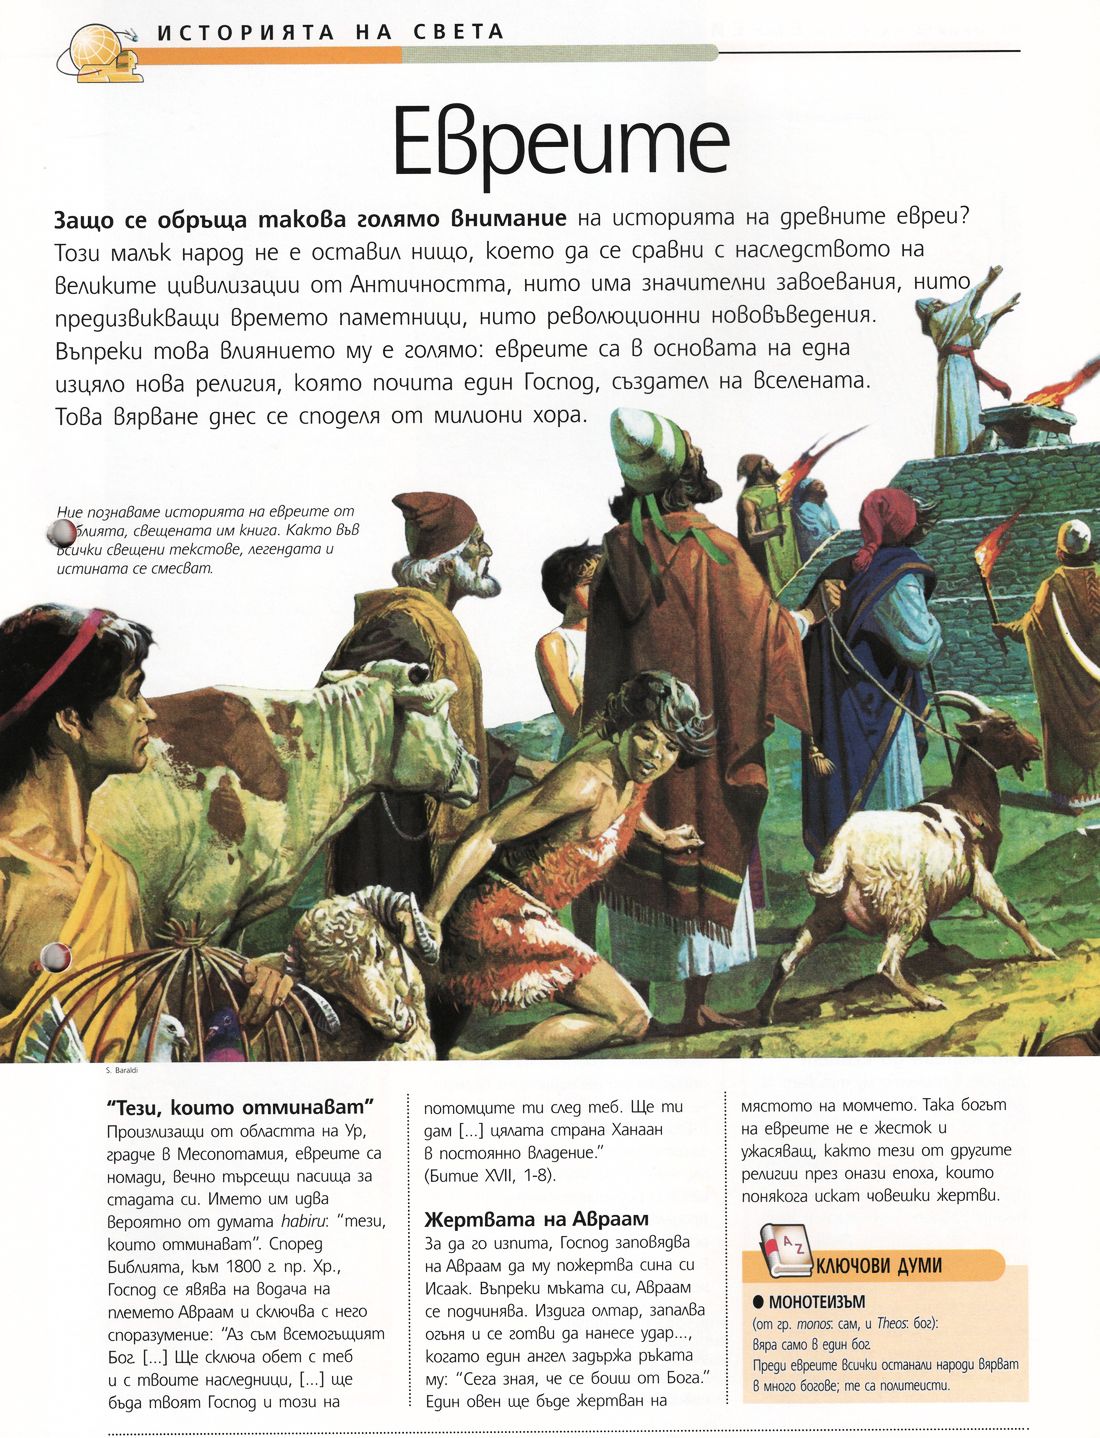 ИСТОРИЯТА НА СВЕТА
Евреите
Защо се обръща такова голямо внимание на историята на древните евреи?
Този малък народ не е оставил нищо, което да се сравни с наследството на
великите цивилизации от Античността, нито има значителни завоевания, нито
предизвикващи времето паметници, нито революционни нововъведения.
Въпреки това влиянието му е голямо: евреите са в основата на една
изцяло нова религия, която почита един Господ, създател на вселената.
Това вярване днес се споделя от милиони хора.
Ние познаваме историята на евреите от
свещената им книга. Както във
всички свещени текстове, легендата и
истината се смесват.
S. Baraldi
“Тези, които отминават”
Произлизащи от областта на Ур,
градче в Месопотамия, евреите са
номади, вечно търсещи пасища за
стадата си. Името им идва
вероятно от думата habiru: “тези,
които отминават”. Според
Библията, към 1800 г. пр. Хр.,
Господ се явява на водача на
племето Авраам и сключва с него
споразумение: “Аз съм Всемогъщият
Бог. [...] Ще сключа обет с теб
и с твоите наследници, [...] ще
бъда твоят Господ и този на
потомците ти след теб. Ще ти
дам [...] цялата страна Ханаан
в постоянно владение.”
(Битие XVII, 1-8).
Жертвата на Авраам
За да го изпита, Господ заповядва
на Авраам да му пожертва сина си
Исаак. Въпреки мъката си, Авраам
се подчинява. Издига олтар, запалва
огъня и се готви да нанесе удар...,
когато един ангел задържа ръката
му: “Сега зная, че се боиш от Бога.”
Един овен ще бъде жертван на
мястото на момчето. Така богът
на евреите не е жесток и
ужасяващ, както тези от другите
религии през онази епоха, които
понякога искат човешки жертви.
A Z
КЛЮЧОВИ ДУМИ
● МОНОТЕИЗЪМ
(от гр. monos: сам, и Theos: бог):
Вяра само в един бог.
Преди евреите всички останали народи вярват
в много богове; те са политеисти.